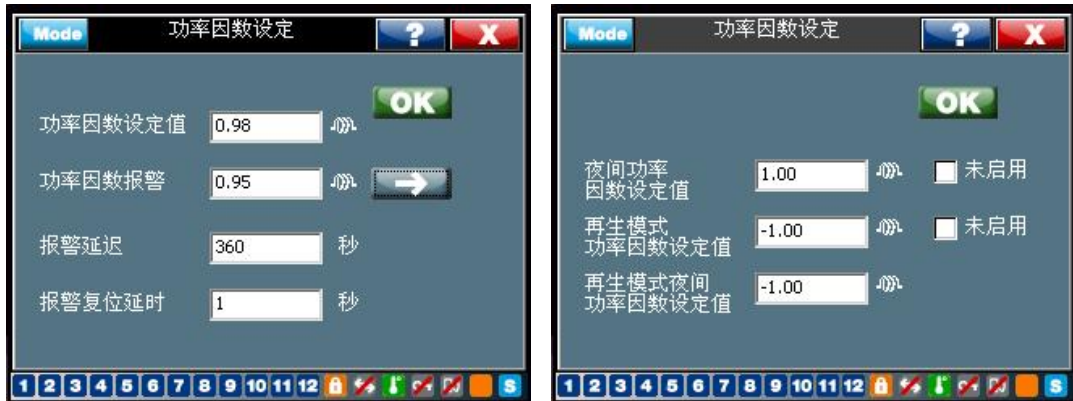 Mode 功率因数设定 ? X
OK
功率因数设定值 0.98
功率因数报警 0.95
报警延迟 360 秒
报警复位延时 1 秒
1 2 3 4 5 6 7 8 9 10 11 12 S
Mode 功率因数设定 ? X
OK
夜间功率
因数设定值 1.00 未启用
再生模式
功率因数设定值 -1.00 未启用
再生模式夜间
功率因数设定值 -1.00
1 2 3 4 5 6 7 8 9 10 11 12 S